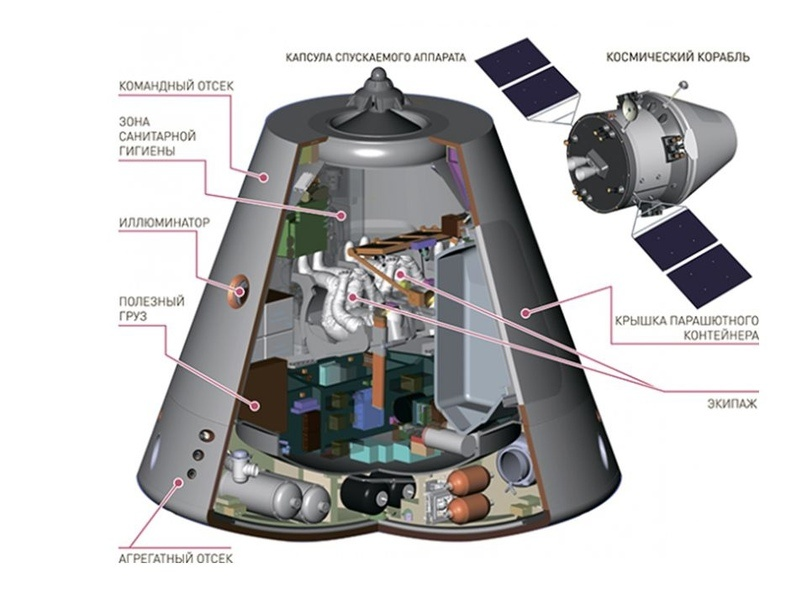 КАПСУЛА СПУСКАЕМОГО АППАРАТА
КОСМИЧЕСКИЙ КОРАБЛЬ
КОМАНДНЫЙ ОТСЕК
ЗОНА
САНИТАРНОЙ
ГИГИЕНЫ
ИЛЛЮМИНАТОР
ПОЛЕЗНЫЙ
ГРУЗ
КРЫШКА ПАРАШЮТНОГО
КОНТЕЙНЕРА
ЭКИПАЖ
АГРЕГАТНЫЙ ОТСЕК